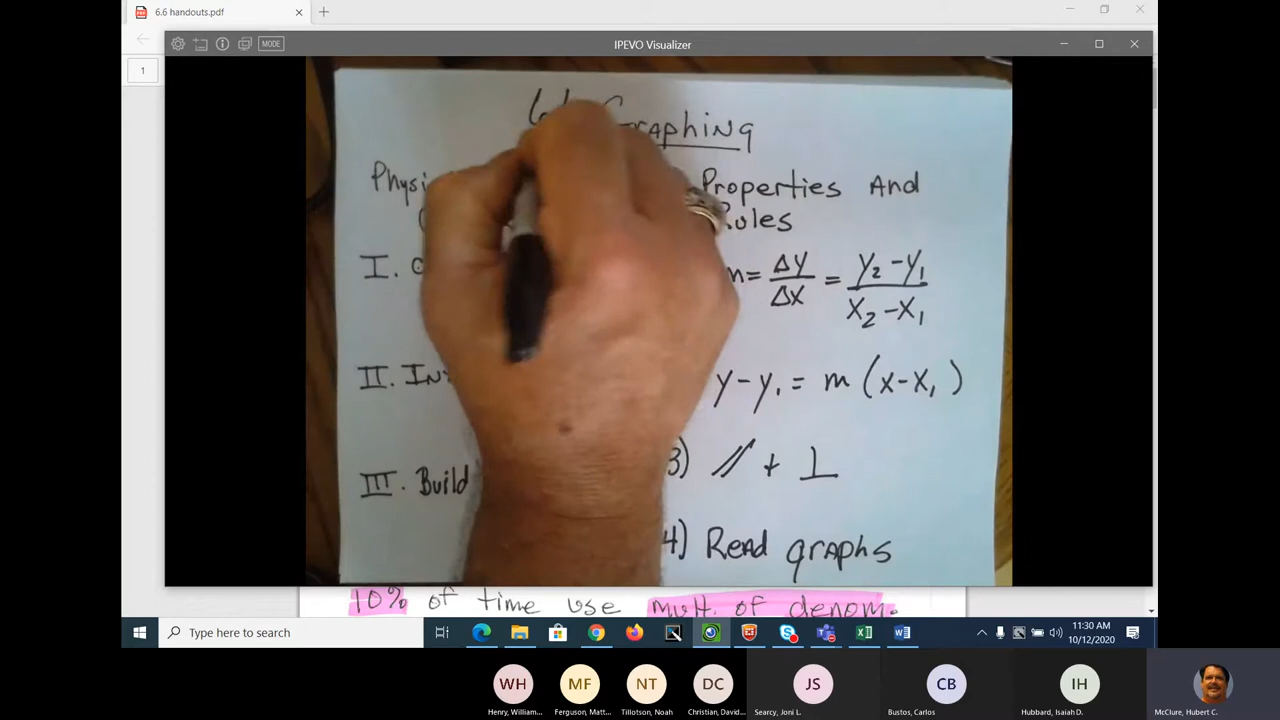 6.6 handouts.pdf
MODE
IPEVO Visualizer
1
Graphing
Properties And
Rules
I.
m = Δy/Δx = y₂-y₁/x₂-x₁
II.
y-y₁ = m (x-x₁)
III. Build
3) // + ⊥
4) Read graphs
10% of time use mult. of denom.
Type here to search
11:30 AM
10/12/2020
WH
MF
NT
DC
JS
CB
IH
Henry, William...
Ferguson, Matt...
Tillotson, Noah
Christian, David...
Searcy, Joni L.
Bustos, Carlos
Hubbard, Isaiah D.
McClure, Hubert C.